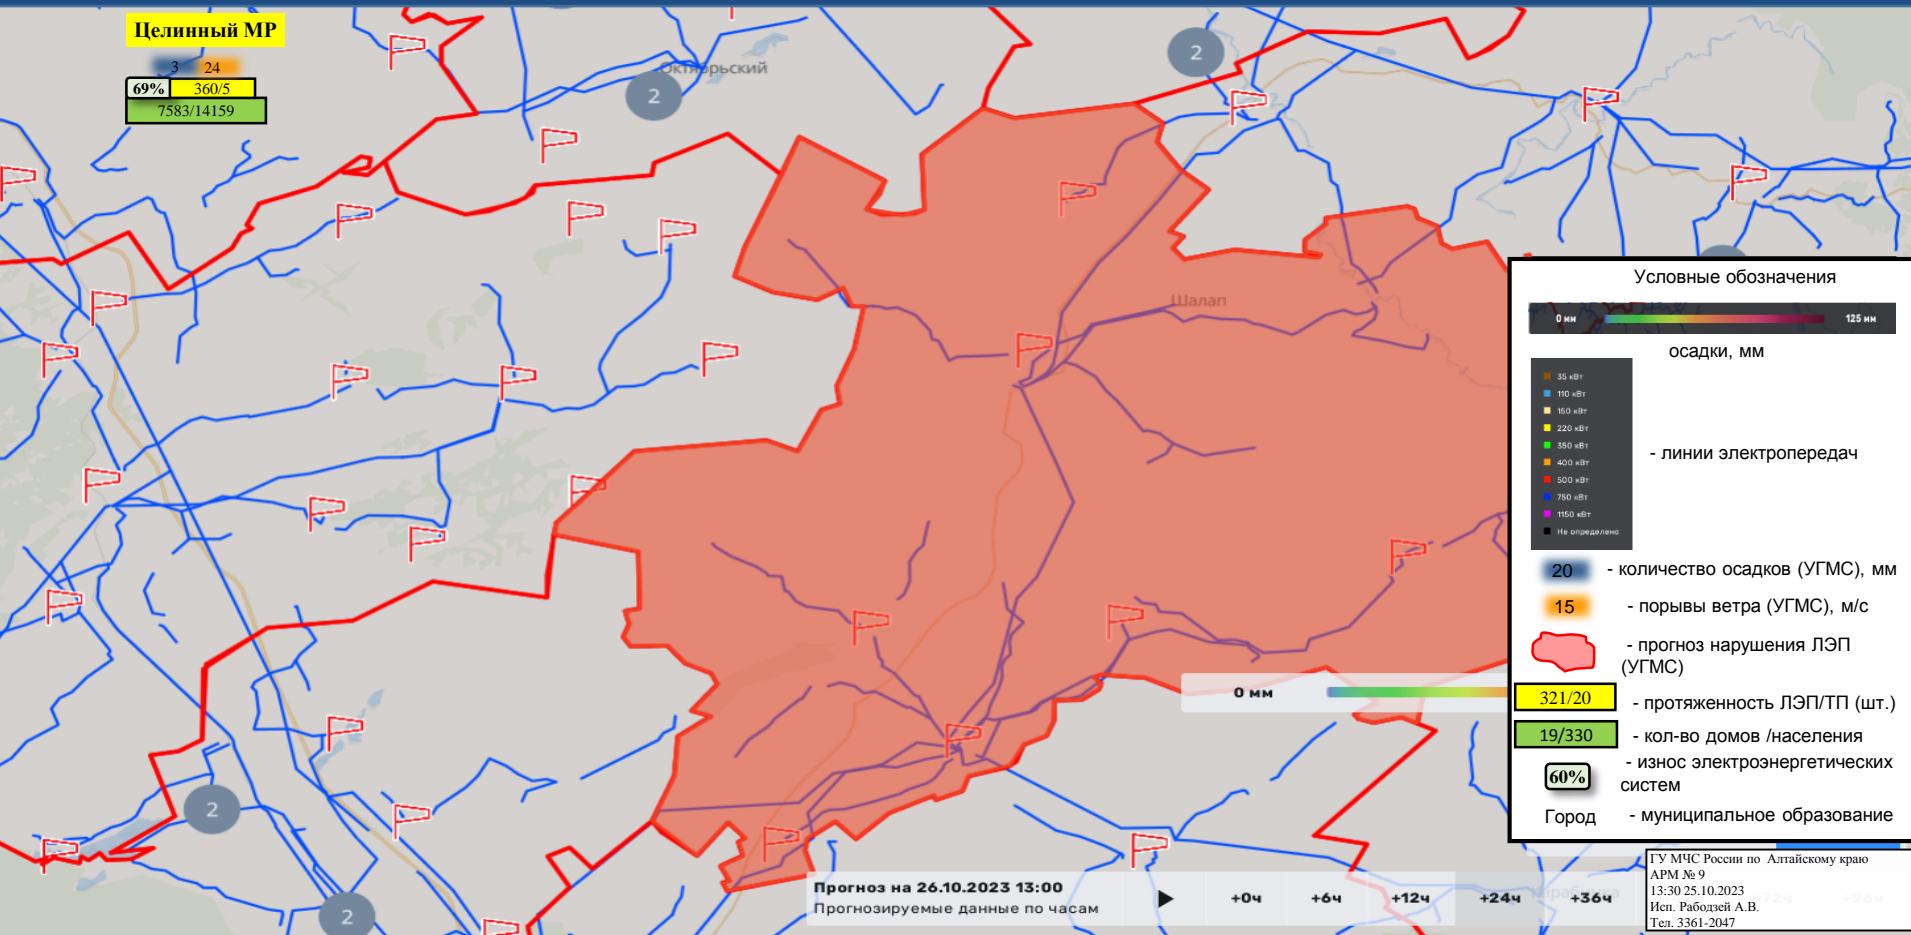 Целинный МР
3 24
69% 360/5
7583/14159
2
Октябрьский
2
Шалап
Условные обозначения
0 мм 125 мм
осадки, мм
35 кВт
110 кВт
150 кВт
220 кВт
350 кВт
400 кВт
500 кВт
750 кВт
1150 кВт
Не определено
- линии электропередач
20 - количество осадков (УГМС), мм
15 - порывы ветра (УГМС), м/с
- прогноз нарушения ЛЭП
(УГМС)
321/20 - протяженность ЛЭП/ТП (шт.)
19/330 - кол-во домов /населения
60% - износ электроэнергетических
систем
Город - муниципальное образование
0 мм
2
2
Прогноз на 26.10.2023 13:00
Прогнозируемые данные по часам
+0ч +6ч +12ч +24ч +36ч
ГУ МЧС России по Алтайскому краю
АРМ № 9
13:30 25.10.2023
Исп. Рабодзей А.В.
Тел. 3361-2047